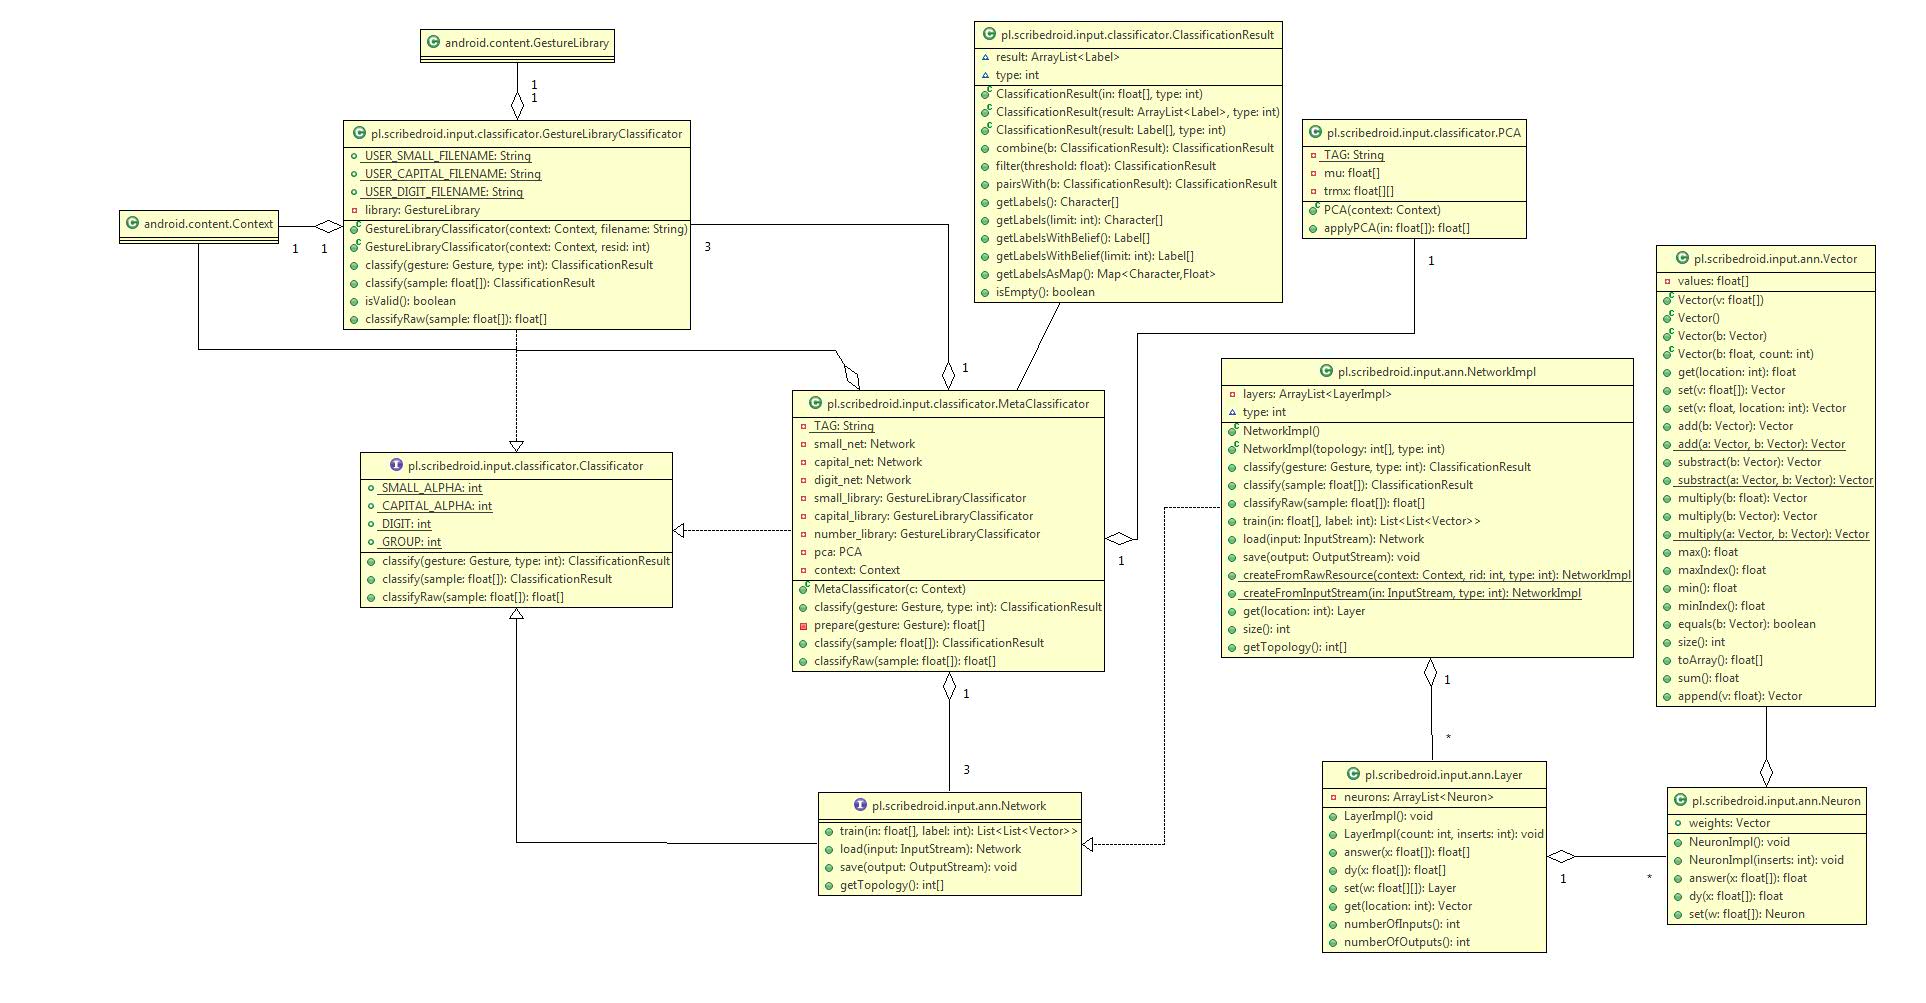 android.content.GestureLibrary
1
1
pl.scribedroid.input.classificator.GestureLibraryClassificator
USER_SMALL_FILENAME: String
USER_CAPITAL_FILENAME: String
USER_DIGIT_FILENAME: String
library: GestureLibrary
GestureLibraryClassificator(context: Context, filename: String)
GestureLibraryClassificator(context: Context, resid: int)
classify(gesture: Gesture, type: int): ClassificationResult
classify(sample: float[]): ClassificationResult
isValid(): boolean
classifyRaw(sample: float[]): float[]
android.content.Context
1
1
3
1
pl.scribedroid.input.classificator.ClassificationResult
result: ArrayList<Label>
type: int
ClassificationResult(in: float[], type: int)
ClassificationResult(result: ArrayList<Label>, type: int)
ClassificationResult(result: Label[], type: int)
combine(b: ClassificationResult): ClassificationResult
filter(threshold: float): ClassificationResult
pairsWith(b: ClassificationResult): ClassificationResult
getLabels(): Character[]
getLabels(limit: int): Character[]
getLabelsWithBelief(): Label[]
getLabelsWithBelief(limit: int): Label[]
getLabelsAsMap(): Map<Character,Float>
isEmpty(): boolean
pl.scribedroid.input.classificator.PCA
TAG: String
mu: float[]
trmx: float[][]
PCA(context: Context)
applyPCA(in: float[]): float[]
1
1
pl.scribedroid.input.classificator.Classificator
SMALL_ALPHA: int
CAPITAL_ALPHA: int
DIGIT: int
GROUP: int
classify(gesture: Gesture, type: int): ClassificationResult
classify(sample: float[]): ClassificationResult
classifyRaw(sample: float[]): float[]
pl.scribedroid.input.classificator.MetaClassificator
TAG: String
small_net: Network
capital_net: Network
digit_net: Network
small_library: GestureLibraryClassificator
capital_library: GestureLibraryClassificator
number_library: GestureLibraryClassificator
pca: PCA
context: Context
MetaClassificator(c: Context)
classify(gesture: Gesture, type: int): ClassificationResult
prepare(gesture: Gesture): float[]
classify(sample: float[]): ClassificationResult
classifyRaw(sample: float[]): float[]
1
3
pl.scribedroid.input.ann.Network
train(in: float[], label: int): List<List<Vector>>
load(input: InputStream): Network
save(output: OutputStream): void
getTopology(): int[]
pl.scribedroid.input.ann.NetworkImpl
layers: ArrayList<LayerImpl>
type: int
NetworkImpl()
NetworkImpl(topology: int[], type: int)
classify(gesture: Gesture, type: int): ClassificationResult
classify(sample: float[]): ClassificationResult
classifyRaw(sample: float[]): float[]
train(in: float[], label: int): List<List<Vector>>
load(input: InputStream): Network
save(output: OutputStream): void
createFromRawResource(context: Context, rid: int, type: int): NetworkImpl
createFromInputStream(in: InputStream, type: int): NetworkImpl
get(location: int): Layer
size(): int
getTopology(): int[]
1
*
pl.scribedroid.input.ann.Layer
neurons: ArrayList<Neuron>
LayerImpl(): void
LayerImpl(count: int, inserts: int): void
answer(x: float[]): float[]
dy(x: float[]): float[]
set(w: float[][]): Layer
get(location: int): Vector
numberOfInputs(): int
numberOfOutputs(): int
1
*
pl.scribedroid.input.ann.Vector
values: float[]
Vector(v: float[])
Vector()
Vector(b: Vector)
Vector(b: float, count: int)
get(location: int): float
set(v: float[]): Vector
set(v: float, location: int): Vector
add(b: Vector): Vector
add(a: Vector, b: Vector): Vector
substract(b: Vector): Vector
substract(a: Vector, b: Vector): Vector
multiply(b: float): Vector
multiply(b: Vector): Vector
multiply(a: Vector, b: Vector): Vector
max(): float
maxIndex(): float
min(): float
minIndex(): float
equals(b: Vector): boolean
size(): int
toArray(): float[]
sum(): float
append(v: float): Vector
pl.scribedroid.input.ann.Neuron
weights: Vector
NeuronImpl(): void
NeuronImpl(inserts: int): void
answer(x: float[]): float
dy(x: float[]): float
set(w: float[]): Neuron